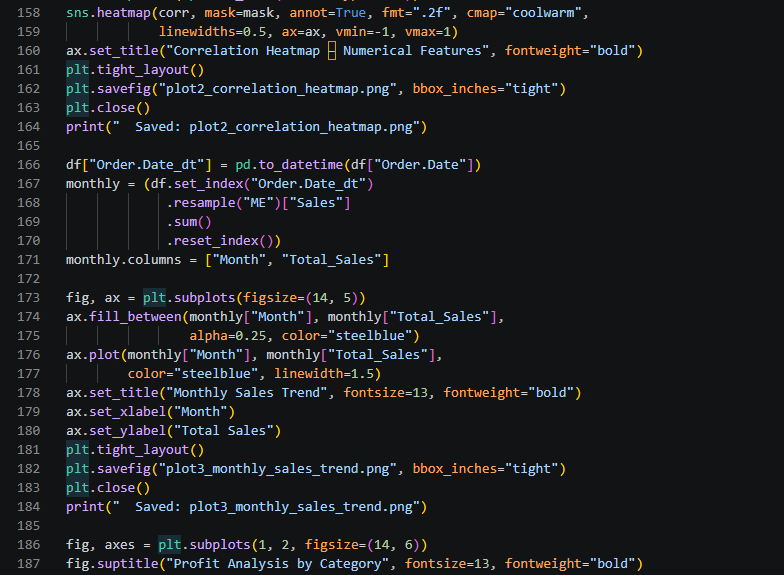 158 sns.heatmap(corr, mask=mask, annot=True, fmt=".2f", cmap="coolwarm",
159             linewidths=0.5, ax=ax, vmin=-1, vmax=1)
160 ax.set_title("Correlation Heatmap – Numerical Features", fontweight="bold")
161 plt.tight_layout()
162 plt.savefig("plot2_correlation_heatmap.png", bbox_inches="tight")
163 plt.close()
164 print("  Saved: plot2_correlation_heatmap.png")
165
166 df["Order.Date_dt"] = pd.to_datetime(df["Order.Date"])
167 monthly = (df.set_index("Order.Date_dt")
168              .resample("ME")["Sales"]
169              .sum()
170              .reset_index())
171 monthly.columns = ["Month", "Total_Sales"]
172
173 fig, ax = plt.subplots(figsize=(14, 5))
174 ax.fill_between(monthly["Month"], monthly["Total_Sales"],
175                 alpha=0.25, color="steelblue")
176 ax.plot(monthly["Month"], monthly["Total_Sales"],
177         color="steelblue", linewidth=1.5)
178 ax.set_title("Monthly Sales Trend", fontsize=13, fontweight="bold")
179 ax.set_xlabel("Month")
180 ax.set_ylabel("Total Sales")
181 plt.tight_layout()
182 plt.savefig("plot3_monthly_sales_trend.png", bbox_inches="tight")
183 plt.close()
184 print("  Saved: plot3_monthly_sales_trend.png")
185
186 fig, axes = plt.subplots(1, 2, figsize=(14, 6))
187 fig.suptitle("Profit Analysis by Category", fontsize=13, fontweight="bold")